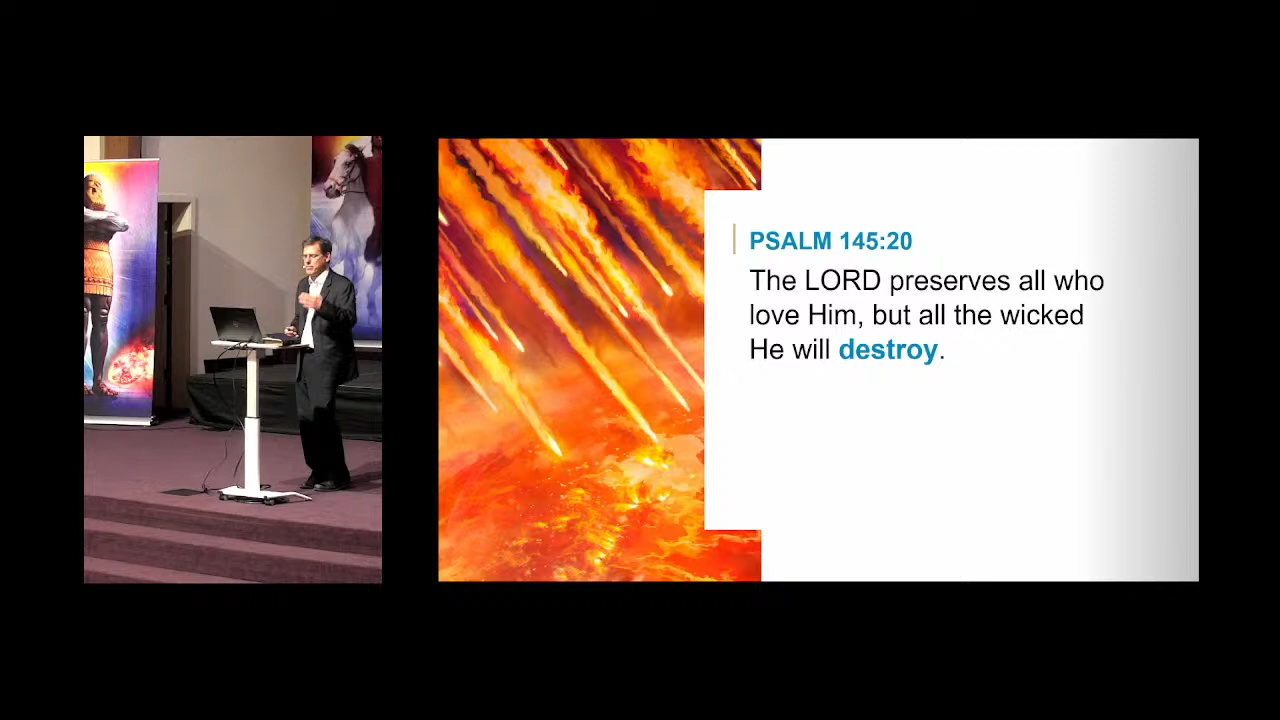 PSALM 145:20
The LORD preserves all who
love Him, but all the wicked
He will destroy.